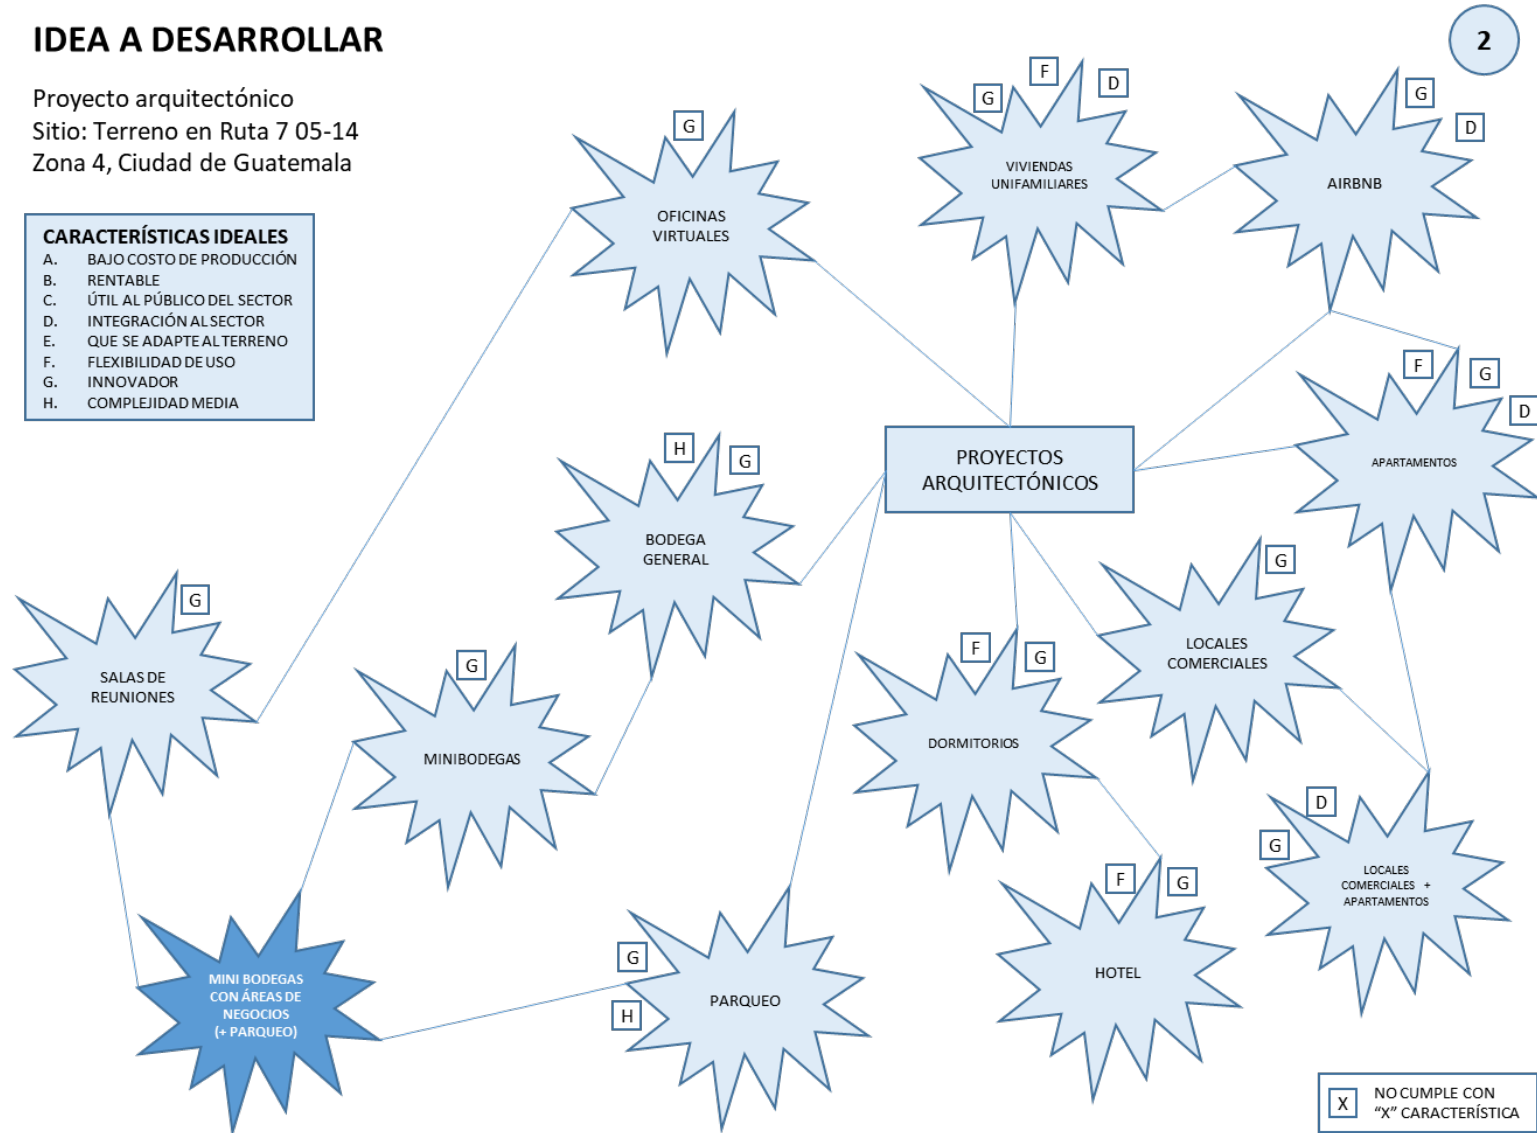 IDEA A DESARROLLAR
2
Proyecto arquitectónico
Sitio: Terreno en Ruta 7 05-14
Zona 4, Ciudad de Guatemala
CARACTERÍSTICAS IDEALES
A. BAJO COSTO DE PRODUCCIÓN
B. RENTABLE
C. ÚTIL AL PÚBLICO DEL SECTOR
D. INTEGRACIÓN AL SECTOR
E. QUE SE ADAPTE AL TERRENO
F. FLEXIBILIDAD DE USO
G. INNOVADOR
H. COMPLEJIDAD MEDIA
G
OFICINAS
VIRTUALES
G
F
D
VIVIENDAS
UNIFAMILIARES
G
D
AIRBNB
F
G
D
APARTAMENTOS
PROYECTOS
ARQUITECTÓNICOS
H
G
BODEGA
GENERAL
G
SALAS DE
REUNIONES
G
MINIBODEGAS
F
G
DORMITORIOS
G
LOCALES
COMERCIALES
D
G
LOCALES
COMERCIALES +
APARTAMENTOS
F
G
HOTEL
G
H
PARQUEO
MINI BODEGAS
CON ÁREAS DE
NEGOCIOS
(+ PARQUEO)
X
NO CUMPLE CON
“X” CARACTERÍSTICA